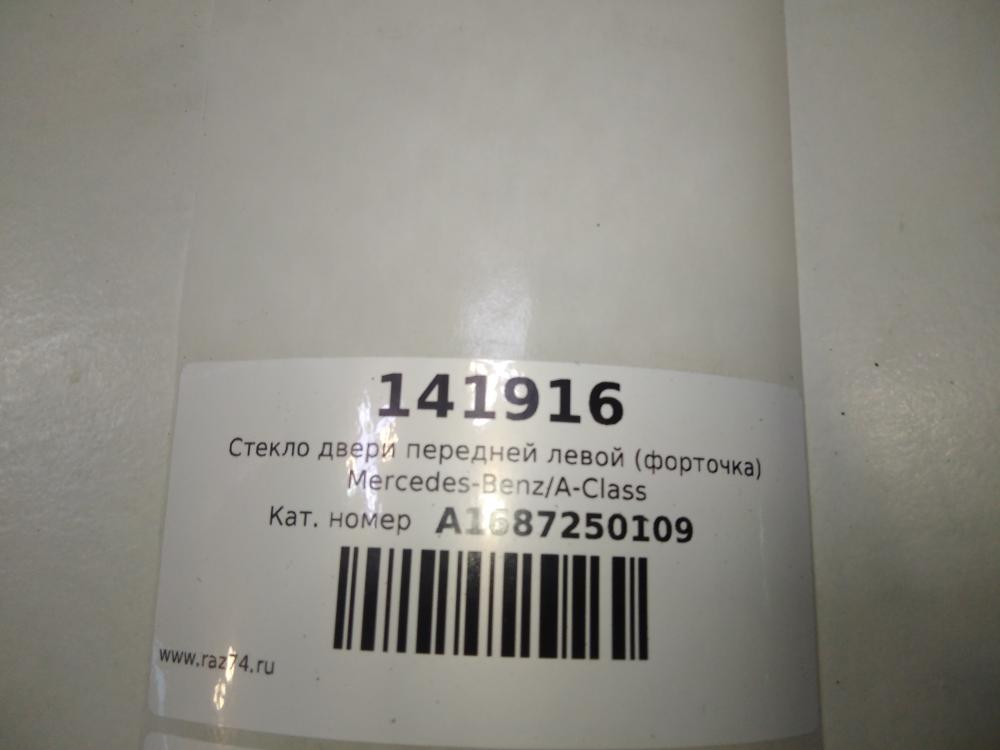 141916
Стекло двери передней левой (форточка)
Mercedes-Benz/A-Class
Кат. номер A1687250109
www.raz74.ru